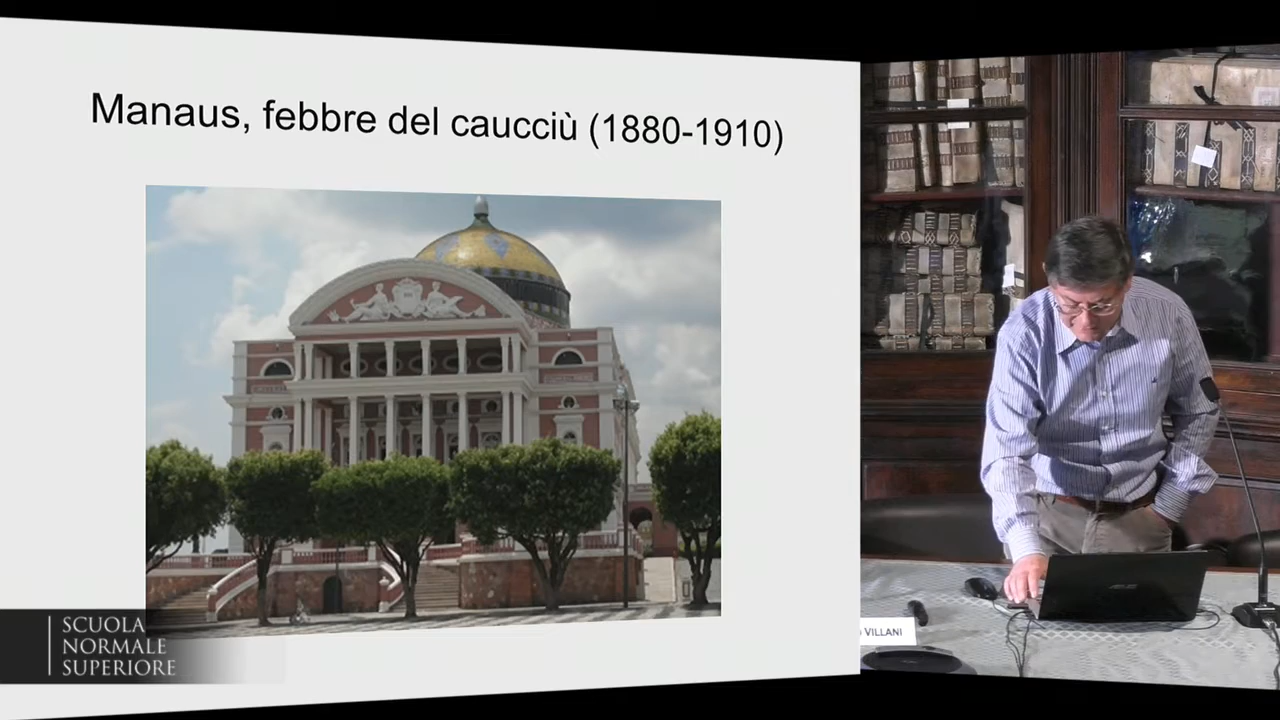 Manaus, febbre del caucciù (1880-1910)
SCUOLA
NORMALE
SUPERIORE
VILLANI